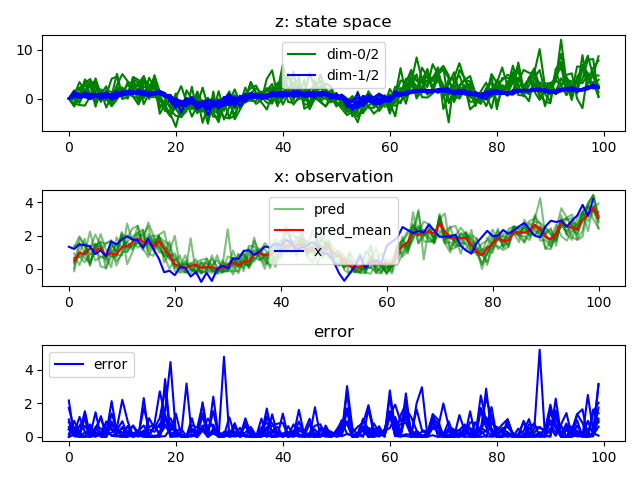 z: state space
10
0
dim-0/2
dim-1/2
0 20 40 60 80 100
x: observation
4
2
0
pred
pred_mean
x
0 20 40 60 80 100
error
4
2
0
error
0 20 40 60 80 100